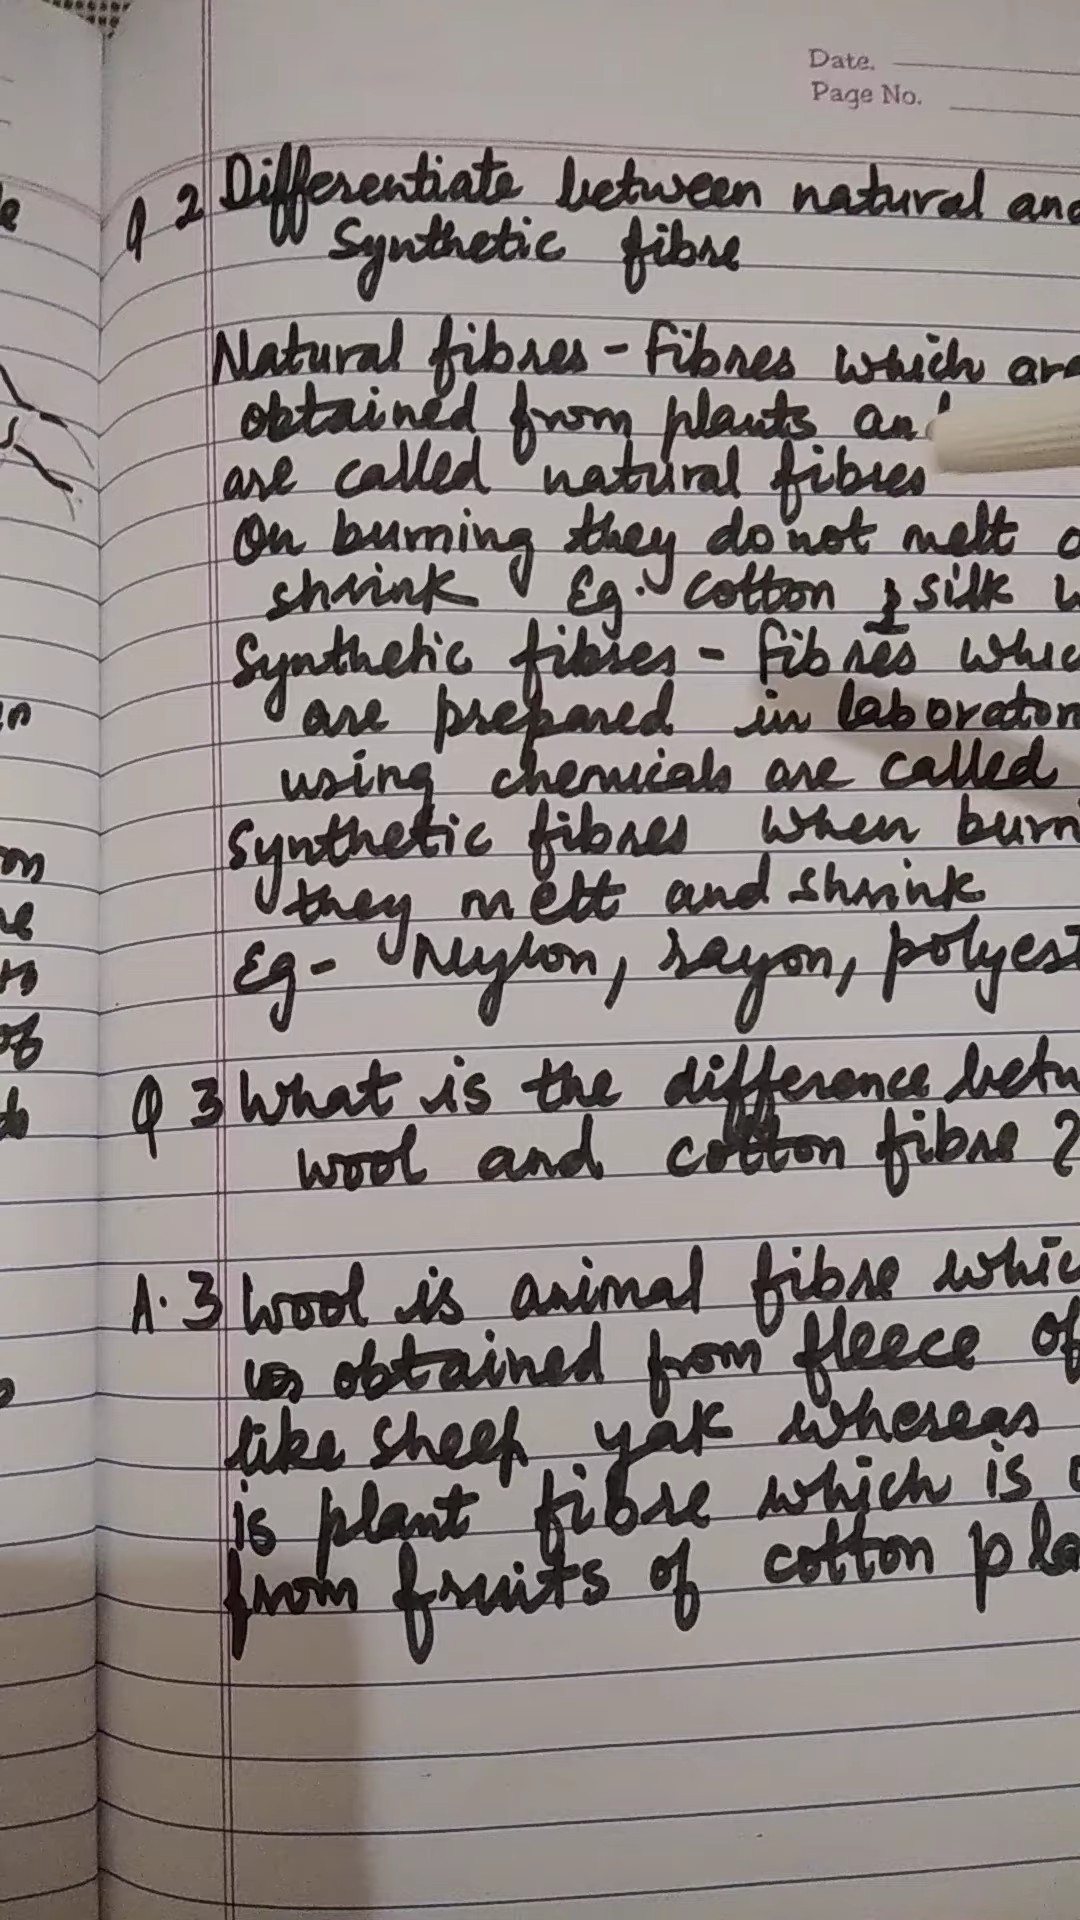 Date.
Page No.
Q 2 Differentiate between natural and
Synthetic fibre
Natural fibres - fibres which are
obtained from plants an
are called natural fibres
On burning they do not melt
shrink Eg. cotton, silk
Synthetic fibres - fibres whic
are prepared in laborator
using chemicals are called
Synthetic fibres when burn
they melt and shrink
Eg - Nylon, rayon, polyest
Q 3 What is the difference betw
wool and cotton fibre ?
A. 3 Wool is animal fibre whic
is obtained from fleece of
like sheep yak whereas
is plant fibre which is
from fruits of cotton pla